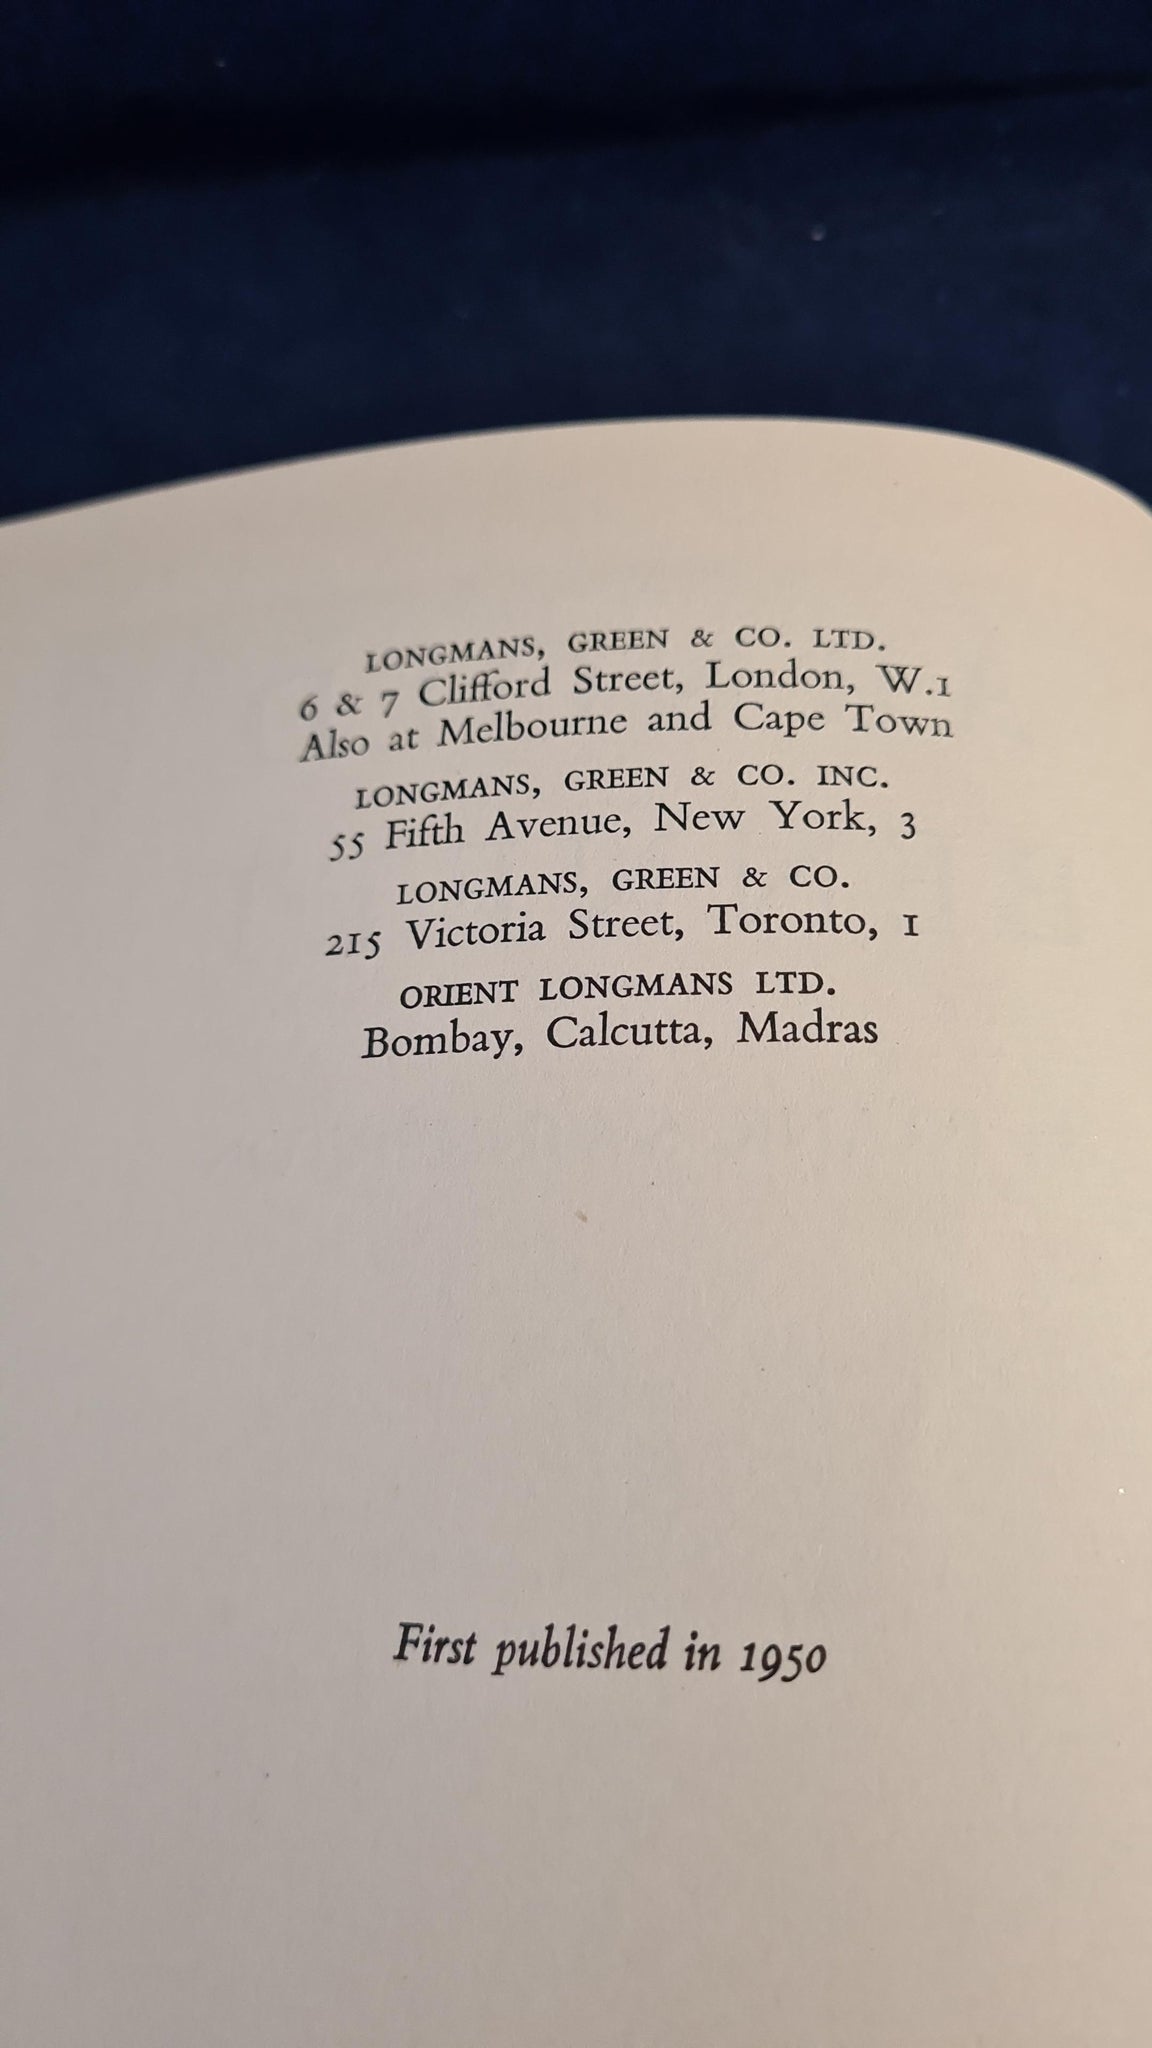 LONGMANS, GREEN & CO. LTD.
6 & 7 Clifford Street, London, W.1
Also at Melbourne and Cape Town
LONGMANS, GREEN & CO. INC.
55 Fifth Avenue, New York, 3
LONGMANS, GREEN & CO.
215 Victoria Street, Toronto, 1
ORIENT LONGMANS LTD.
Bombay, Calcutta, Madras
First published in 1950